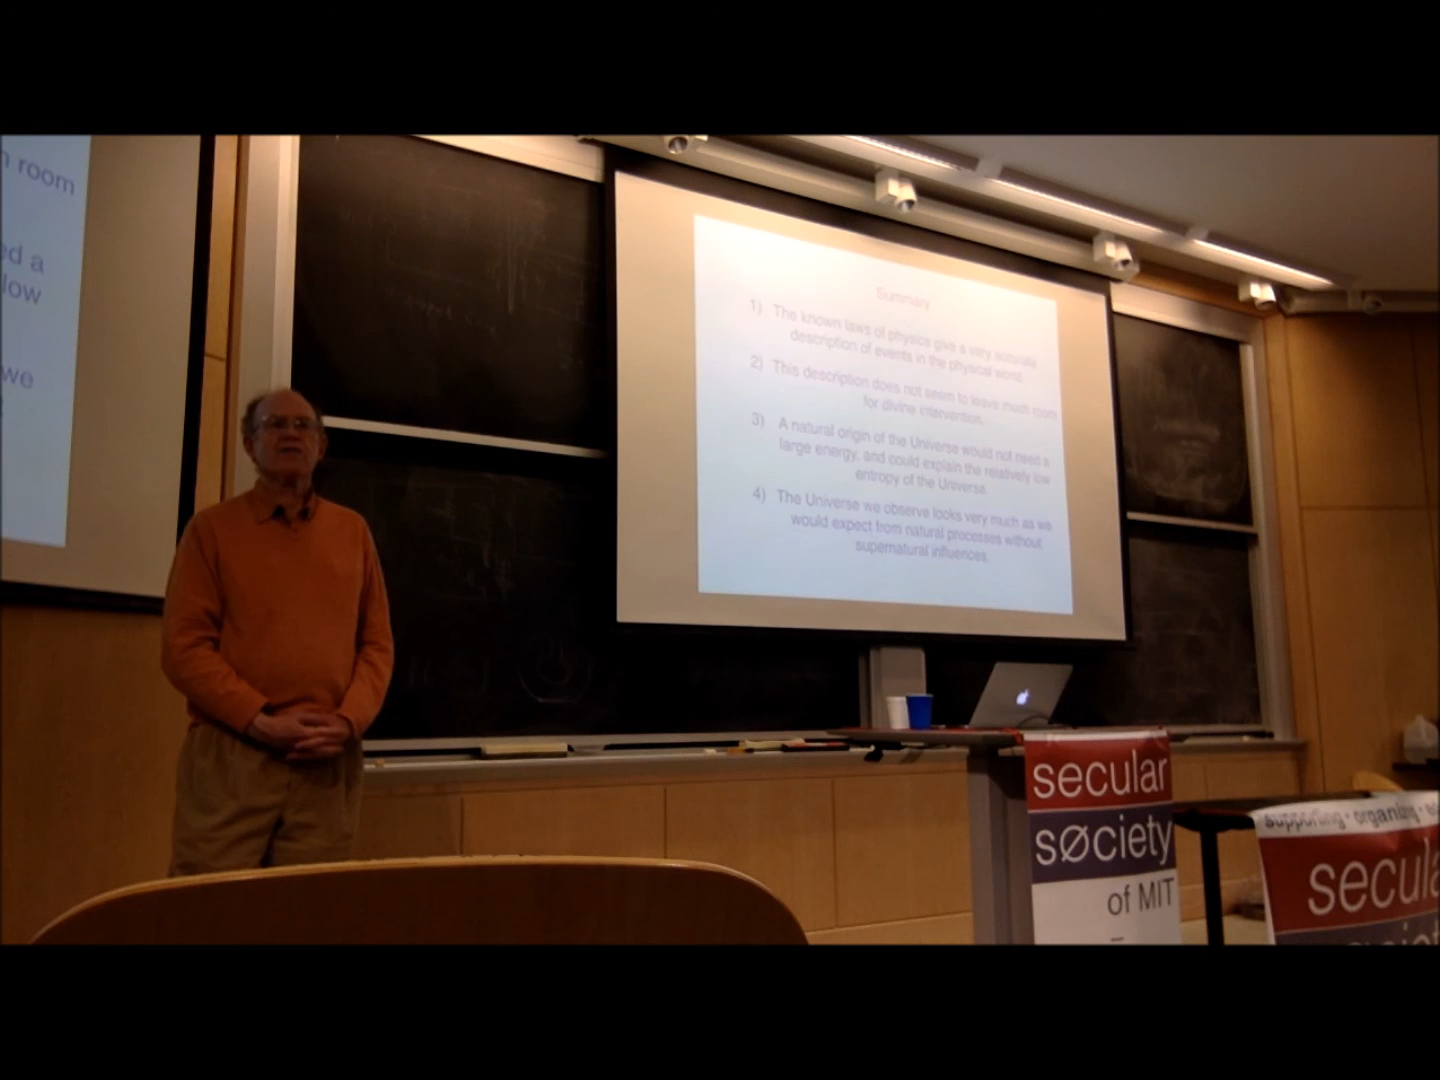 n room
ed a
low
we
Summary
1) The known laws of physics give a very accurate
description of events in the physical world.
2) This description does not seem to leave much room
for divine intervention.
3) A natural origin of the Universe would not need a
large energy, and could explain the relatively low
entropy of the Universe.
4) The Universe we observe looks very much as we
would expect from natural processes without
supernatural influences.
secular
søciety
of MIT
supporting · organizing ·
secula